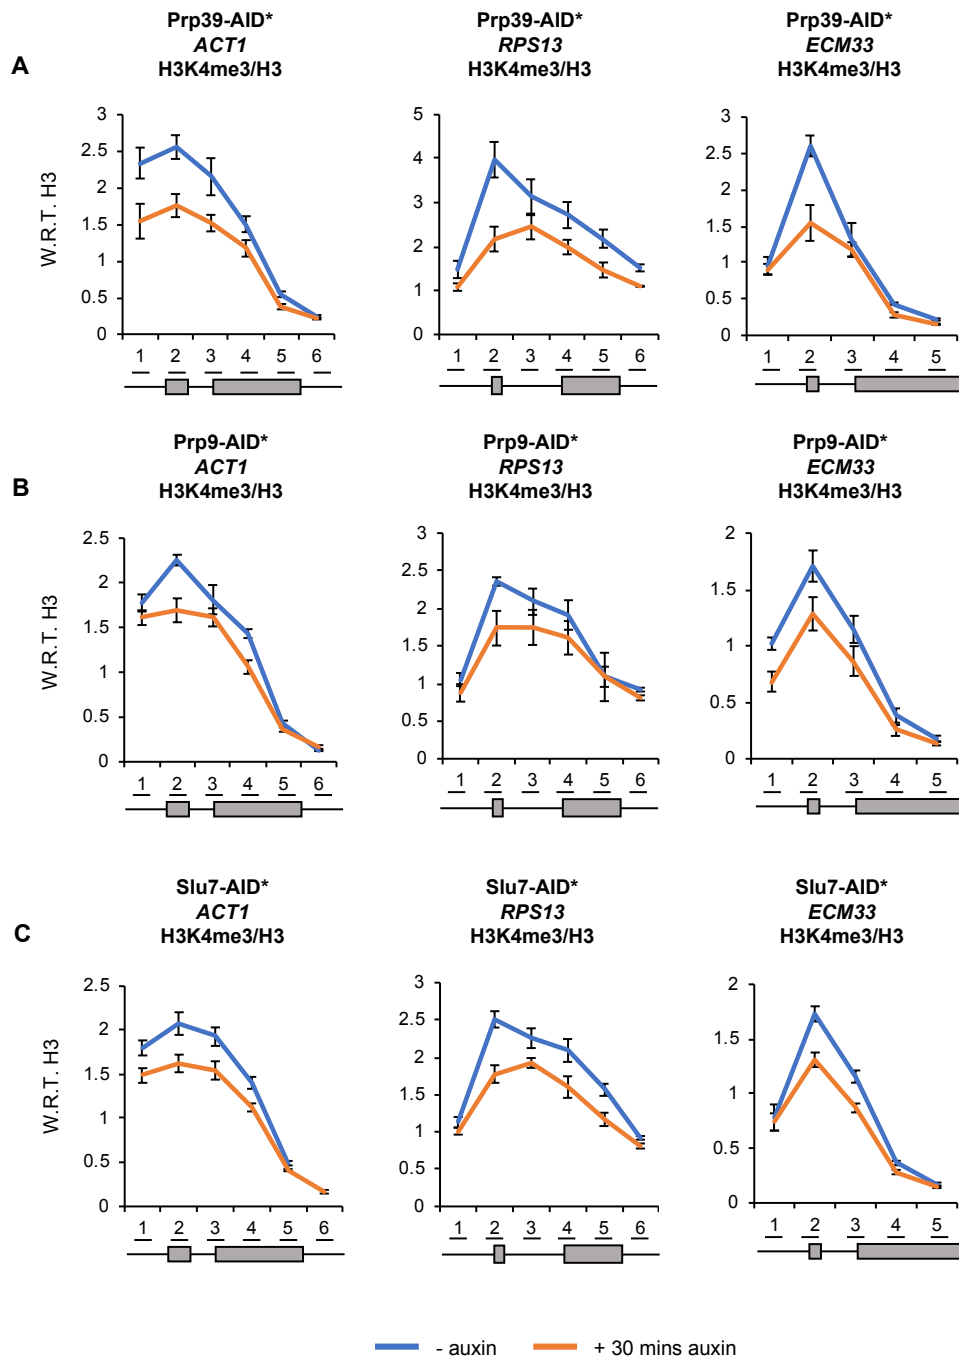 A
Prp39-AID*
ACT1
H3K4me3/H3
Prp39-AID*
RPS13
H3K4me3/H3
Prp39-AID*
ECM33
H3K4me3/H3
W.R.T. H3
3
2.5
2
1.5
1
0.5
0
1 2 3 4 5 6
5
4
3
2
1
0
1 2 3 4 5 6
3
2.5
2
1.5
1
0.5
0
1 2 3 4 5
B
Prp9-AID*
ACT1
H3K4me3/H3
Prp9-AID*
RPS13
H3K4me3/H3
Prp9-AID*
ECM33
H3K4me3/H3
W.R.T. H3
2.5
2
1.5
1
0.5
0
1 2 3 4 5 6
3
2.5
2
1.5
1
0.5
0
1 2 3 4 5 6
2
1.5
1
0.5
0
1 2 3 4 5
C
Slu7-AID*
ACT1
H3K4me3/H3
Slu7-AID*
RPS13
H3K4me3/H3
Slu7-AID*
ECM33
H3K4me3/H3
W.R.T. H3
2.5
2
1.5
1
0.5
0
1 2 3 4 5 6
3
2.5
2
1.5
1
0.5
0
1 2 3 4 5 6
2
1.5
1
0.5
0
1 2 3 4 5
- auxin
+ 30 mins auxin